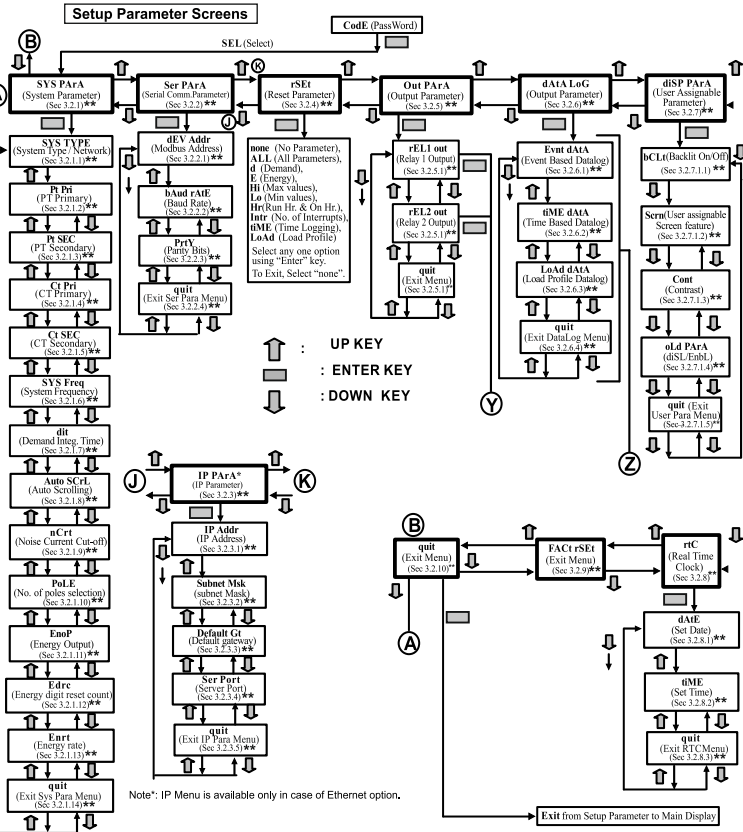 Setup Parameter Screens
CodE (PassWord)
SEL (Select)
B
K
J
SYS PArA
(System
Parameter)
(Sec 3.2.1) **
Ser PArA
(Serial Comm.Parameter)
(Sec 3.2.2) **
rSEt
(Reset
Parameter)
(Sec 3.2.4) **
Out PArA
(Output
Parameter)
(Sec 3.2.5) **
dAtA LoG
(Output
Parameter)
(Sec 3.2.6) **
diSP PArA
(User Assignable
Parameter)
(Sec 3.2.7) **
SYS TYPE
(System Type / Network)
(Sec 3.2.1.1) **
Pt Pri
(PT Primary)
(Sec 3.2.1.2) **
Pt SEC
(PT Secondary)
(Sec 3.2.1.3) **
Ct Pri
(CT Primary)
(Sec 3.2.1.4) **
Ct SEC
(CT Secondary)
(Sec 3.2.1.5) **
SYS Freq
(System Frequency)
(Sec 3.2.1.6) **
dit
(Demand Integ. Time)
(Sec 3.2.1.7) **
Auto SCrL
(Auto Scrolling)
(Sec 3.2.1.8) **
nCrt
(Noise Current Cut-off)
(Sec 3.2.1.9) **
PoLE
(No. of poles selection)
(Sec 3.2.1.10) **
EnoP
(Energy Output)
(Sec 3.2.1.11) **
Edrc
(Energy digit reset count)
(Sec 3.2.1.12) **
Enrt
(Energy rate)
(Sec 3.2.1.13) **
quit
(Exit Sys Para Menu)
(Sec 3.2.1.14) **
dEV Addr
(Modbus Address)
(Sec 3.2.2.1) **
bAud rAtE
(Baud Rate)
(Sec 3.2.2.2) **
PrtY
(Parity Bits)
(Sec 3.2.2.3) **
quit
(Exit Ser Para Menu)
(Sec 3.2.2.4) **
none (No Parameter),
ALL (All Parameters),
d (Demand),
E (Energy),
Hi (Max values),
Lo (Min values),
Hr(Run Hr. & On Hr.),
Intr (No. of Interrupts),
tiME (Time Logging),
LoAd (Load Profile)
Select any one option
using "Enter" key.
To Exit, Select "none".
rEL1 out
(Relay 1 Output)
(Sec 3.2.5.1) **
rEL2 out
(Relay 2 Output)
(Sec 3.2.5.1) **
quit
(Exit Menu)
(Sec 3.2.5.1) **
Y
Evnt dAtA
(Event Based Datalog)
(Sec 3.2.6.1) **
tiME dAtA
(Time Based Datalog)
(Sec 3.2.6.2) **
LoAd dAtA
(Load Profile Datalog)
(Sec 3.2.6.3) **
quit
(Exit DataLog Menu)
(Sec 3.2.6.4) **
Z
bCLt(Backlit On/Off)
(Sec 3.2.7.1.1) **
Scrn(User assignable
Screen feature)
(Sec 3.2.7.1.2) **
Cont
(Contrast)
(Sec 3.2.7.1.3) **
oLd PArA
(diSL/EnbL)
(Sec 3.2.7.1.4) **
quit (Exit
User Para Menu)
(Sec 3.2.7.1.5) **
: UP KEY
: ENTER KEY
: DOWN KEY
J
K
IP PArA*
(IP Parameter)
(Sec 3.2.3) **
IP Addr
(IP Address)
(Sec 3.2.3.1) **
Subnet Msk
(subnet Mask)
(Sec 3.2.3.2) **
Default Gt
(Default gateway)
(Sec 3.2.3.3) **
Ser Port
(Server Port)
(Sec 3.2.3.4) **
quit
(Exit IP Para Menu)
(Sec 3.2.3.5) **
Note*: IP Menu is available only in case of Ethernet option.
B
quit
(Exit Menu)
(Sec 3.2.10) **
A
FACt rSEt
(Exit Menu)
(Sec 3.2.9) **
rtC
(Real Time
Clock)
(Sec 3.2.8) **
dAtE
(Set Date)
(Sec 3.2.8.1) **
tiME
(Set Time)
(Sec 3.2.8.2) **
quit
(Exit RTCMenu)
(Sec 3.2.8.3) **
Exit from Setup Parameter to Main Display